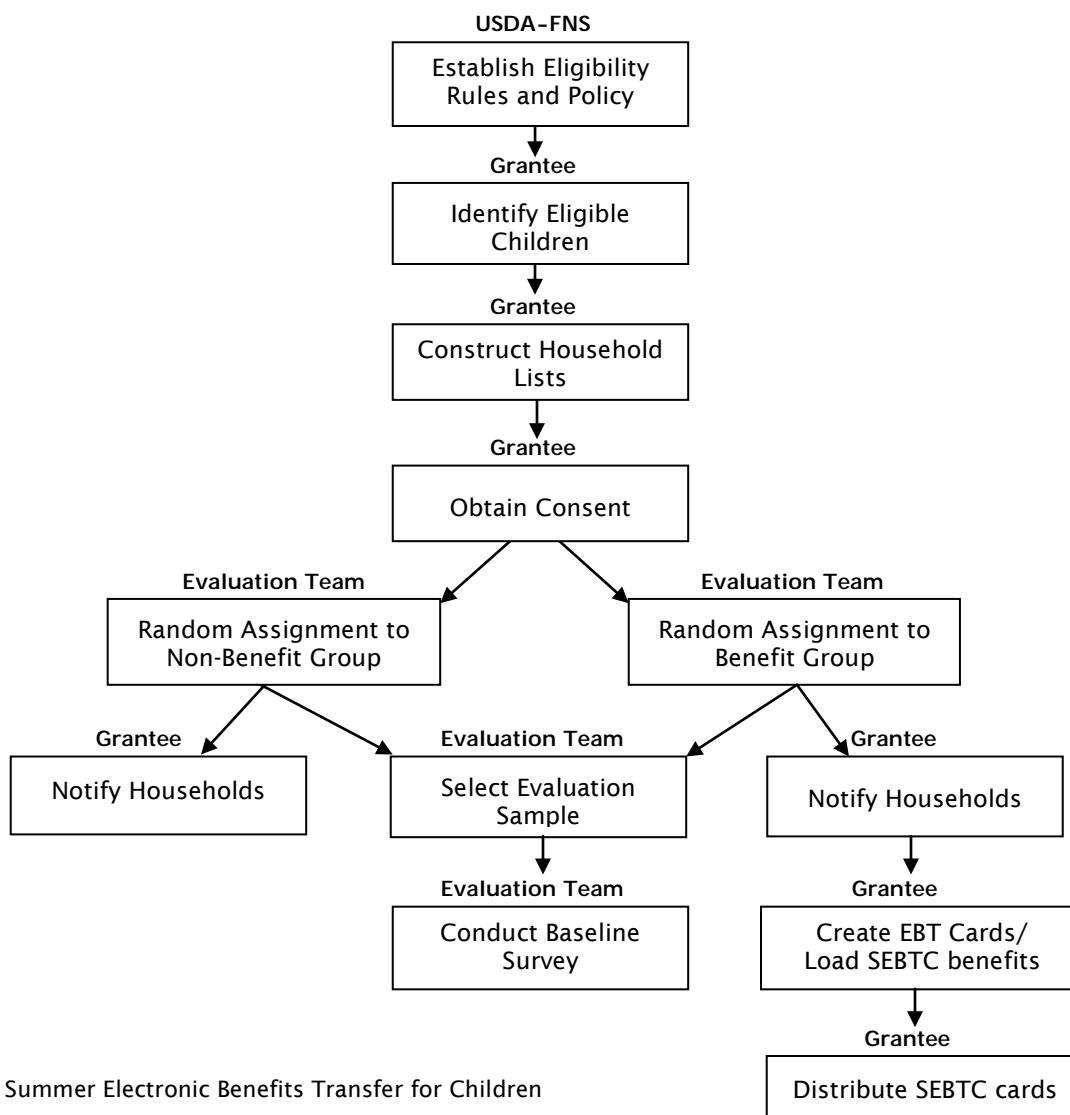 USDA-FNS
Establish Eligibility
Rules and Policy
Grantee
Identify Eligible
Children
Grantee
Construct Household
Lists
Grantee
Obtain Consent
Evaluation Team
Random Assignment to
Non-Benefit Group
Evaluation Team
Random Assignment to
Benefit Group
Grantee
Notify Households
Evaluation Team
Select Evaluation
Sample
Grantee
Notify Households
Evaluation Team
Conduct Baseline
Survey
Grantee
Create EBT Cards/
Load SEBTC benefits
Grantee
Distribute SEBTC cards
Summer Electronic Benefits Transfer for Children